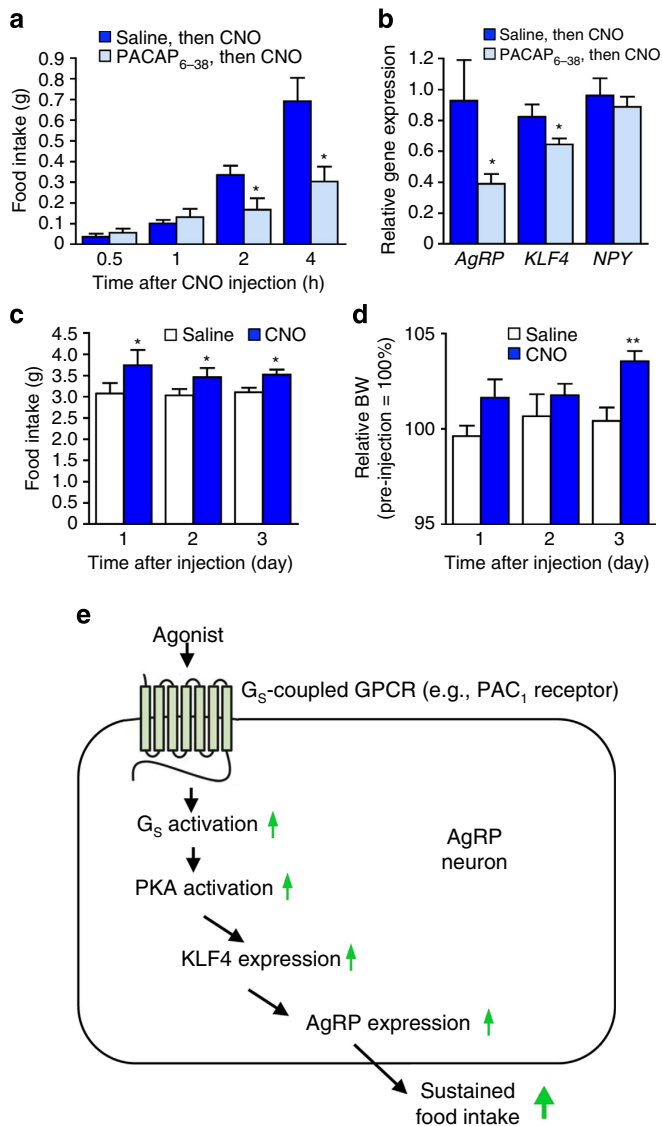 a
Saline, then CNO
PACAP6–38, then CNO
Food intake (g)
0.9
0.8
0.7
0.6
0.5
0.4
0.3
0.2
0.1
0
*
*
0.5 1 2 4
Time after CNO injection (h)
b
Saline, then CNO
PACAP6–38, then CNO
Relative gene expression
1.2
1.0
0.8
0.6
0.4
0.2
0
*
*
AgRP KLF4 NPY
c
Saline CNO
Food intake (g)
4.5
4.0
3.5
3.0
2.5
2.0
1.5
1.0
0.5
0
*
*
*
1 2 3
Time after injection (day)
d
Saline
CNO
Relative BW
(pre-injection = 100%)
105
100
95
**
1 2 3
Time after injection (day)
e
Agonist
GS-coupled GPCR (e.g., PAC1 receptor)
GS activation
PKA activation
KLF4 expression
AgRP expression
AgRP
neuron
Sustained
food intake